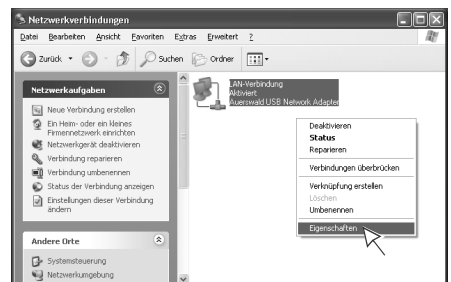 Netzwerkverbindungen
Datei Bearbeiten Ansicht Favoriten Extras Erweitert ?
Zurück Suchen Ordner
Netzwerkaufgaben
Neue Verbindung erstellen
Ein Heim- oder ein kleines
Firmennetzwerk einrichten
Netzwerkgerät deaktivieren
Verbindung reparieren
Verbindung umbenennen
Status der Verbindung anzeigen
Einstellungen dieser Verbindung
ändern
Andere Orte
Systemsteuerung
Netzwerkumgebung
LAN-Verbindung
Aktiviert
Auerswald USB Network Adapter
Deaktivieren
Status
Reparieren
Verbindungen überbrücken
Verknüpfung erstellen
Löschen
Umbenennen
Eigenschaften